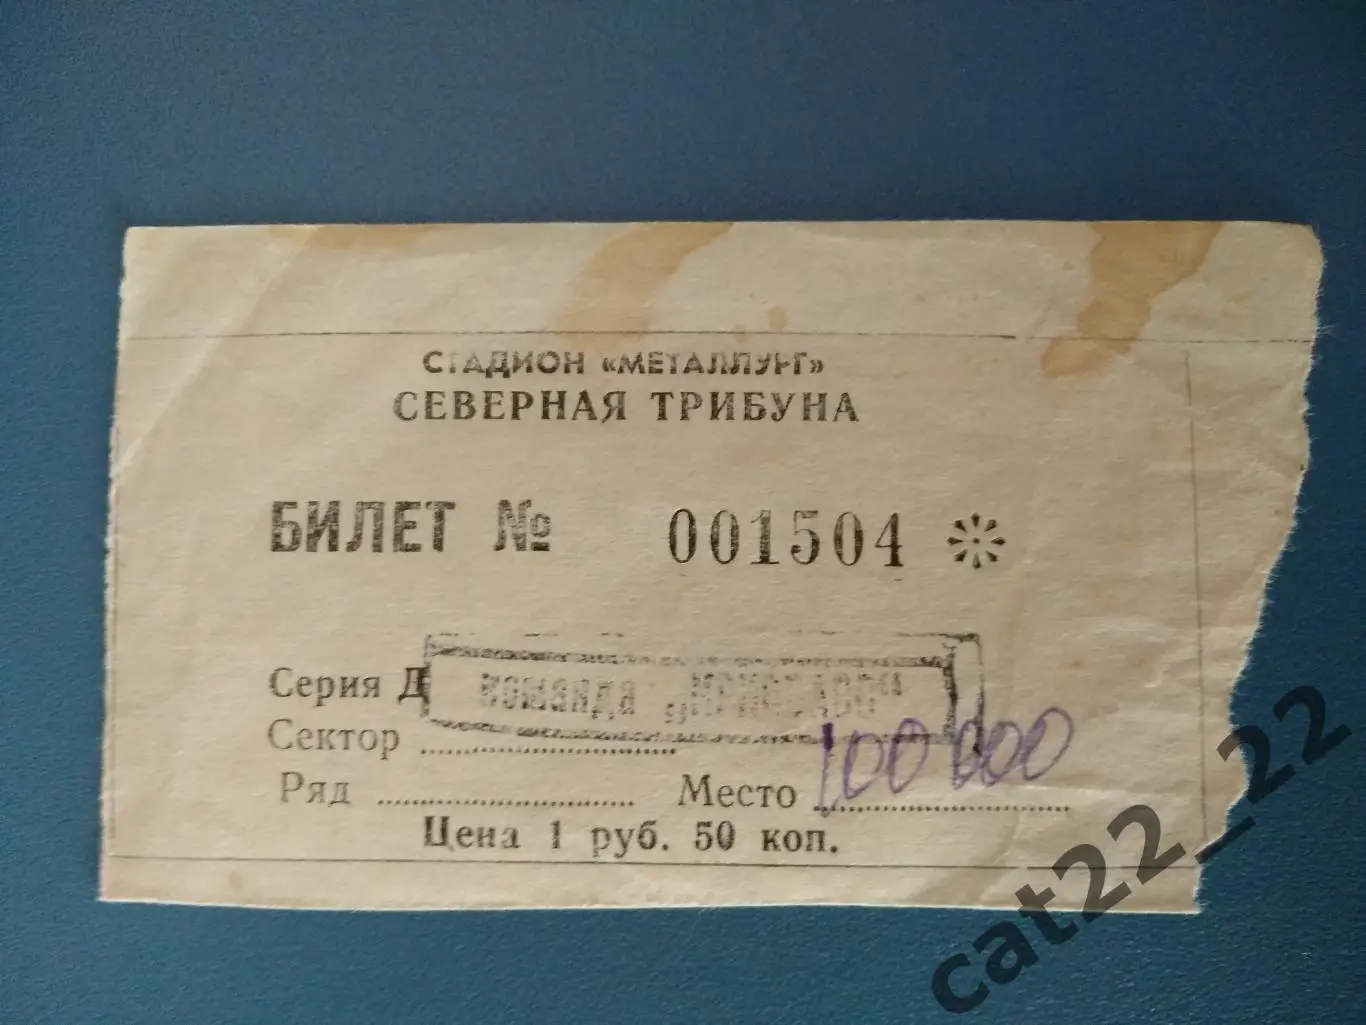 СТАДИОН «МЕТАЛЛУРГ»
СЕВЕРНАЯ ТРИБУНА
БИЛЕТ № 001504
Серия Д
команда „КРИВБАСС“
Сектор
Ряд Место 100 000
Цена 1 руб. 50 коп.
cat22_22